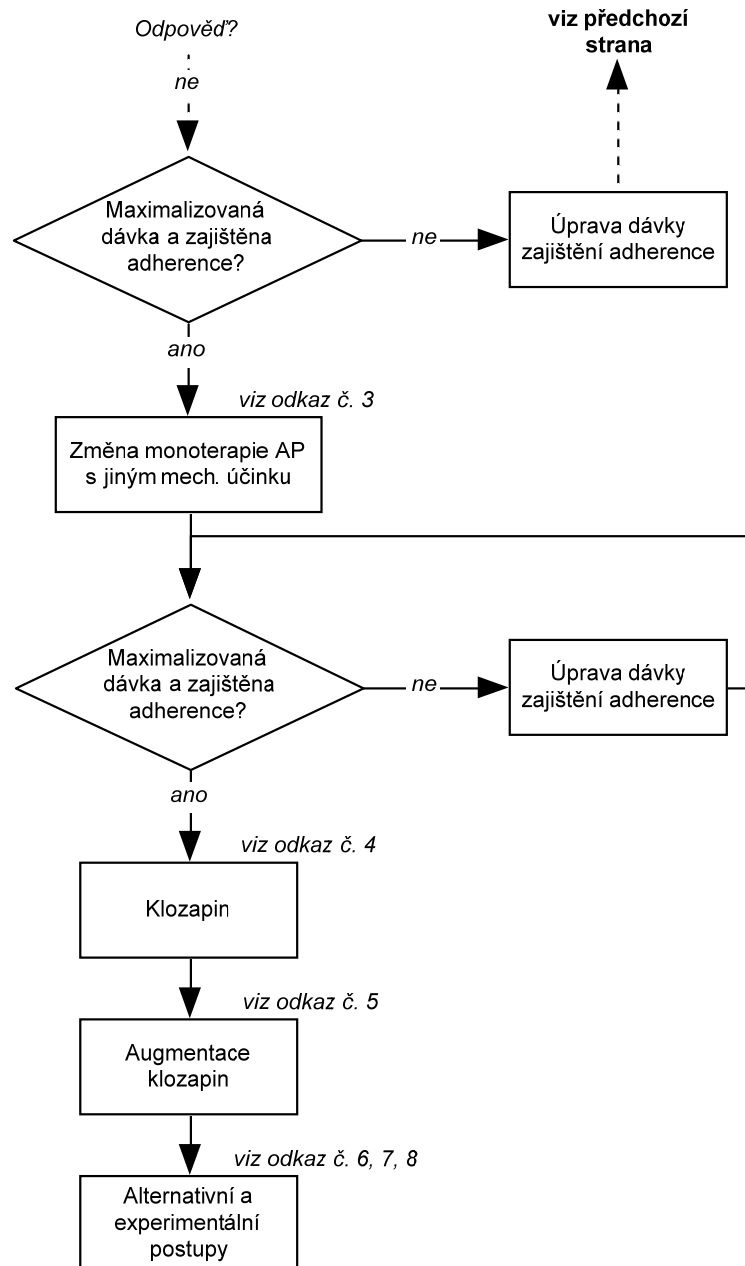 Odpověď?
viz předchozí
strana
ne
Maximalizovaná
dávka a zajištěna
adherence?
ne
Úprava dávky
zajištění adherence
ano
viz odkaz č. 3
Změna monoterapie AP
s jiným mech. účinku
Maximalizovaná
dávka a zajištěna
adherence?
ne
Úprava dávky
zajištění adherence
ano
viz odkaz č. 4
Klozapin
viz odkaz č. 5
Augmentace
klozapin
viz odkaz č. 6, 7, 8
Alternativní a
experimentální
postupy